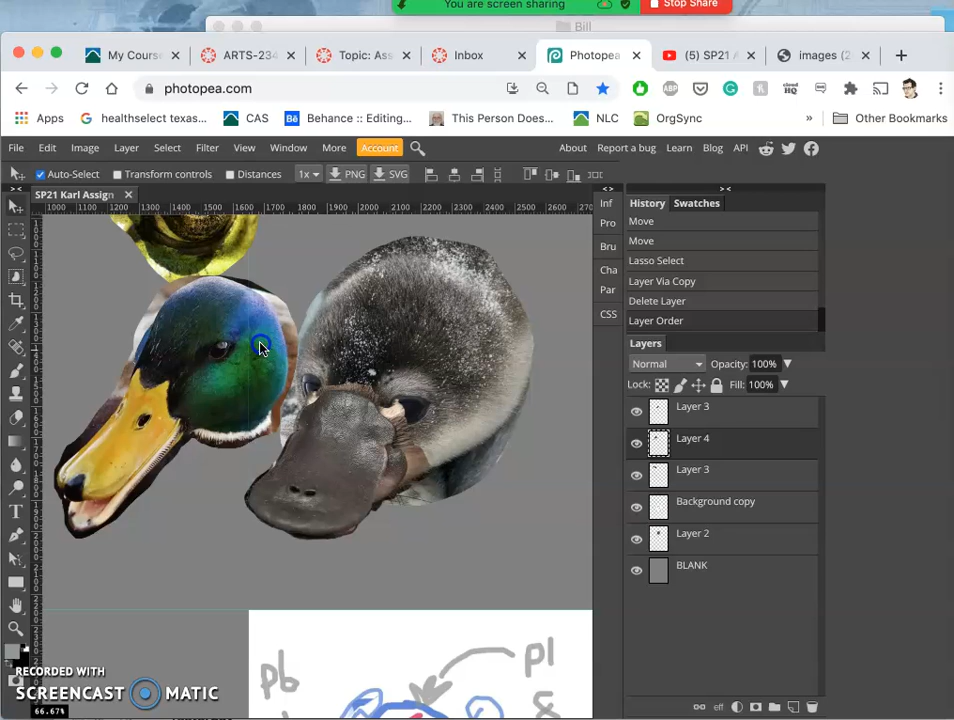 You are screen sharing
Stop Share
Bill
My Course
ARTS-234
Topic: Ass
Inbox
Photopea
(5) SP21 A
images (2
photopea.com
Apps
healthselect texas...
CAS
Behance :: Editing...
This Person Does...
NLC
OrgSync
»
Other Bookmarks
File Edit Image Layer Select Filter View Window More Account
About Report a bug Learn Blog API
Auto-Select Transform controls Distances 1x PNG SVG
SP21 Karl Assign
1000 1100 1200 1300 1400 1500 1600 1700 1800 1900 2000 2100 2200 2300 2400 2500 2600
Inf
Pro
Bru
Cha
Par
CSS
History Swatches
Move
Move
Lasso Select
Layer Via Copy
Delete Layer
Layer Order
Layers
Normal Opacity: 100%
Lock: Fill: 100%
Layer 3
Layer 4
Layer 3
Background copy
Layer 2
BLANK
eff
pb
pl
&
RECORDED WITH
SCREENCAST MATIC
66.67%